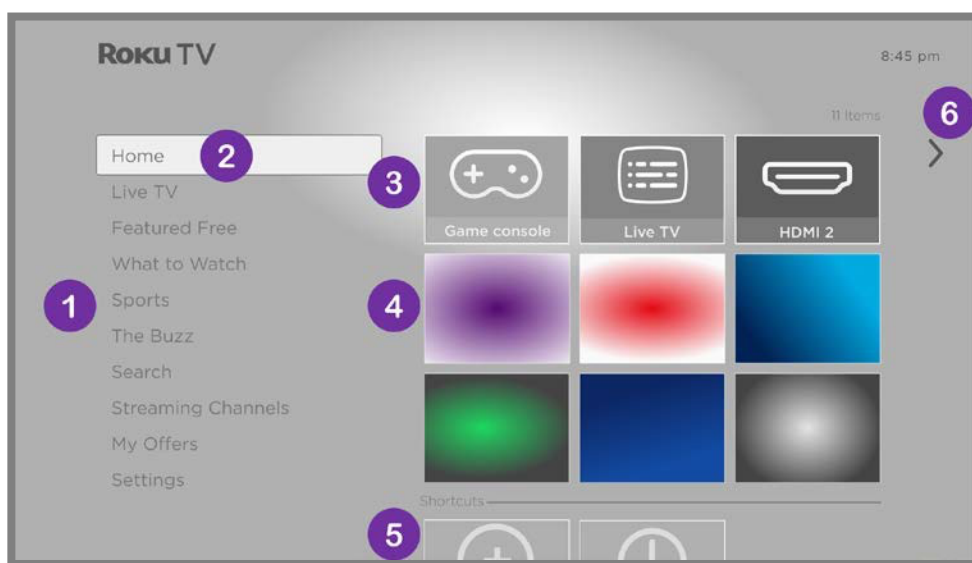 Roku TV
8:45 pm
11 Items
6
Home
2
Live TV
Featured Free
What to Watch
1
Sports
The Buzz
Search
Streaming Channels
My Offers
Settings
3
Game console
Live TV
HDMI 2
4
Shortcuts
5